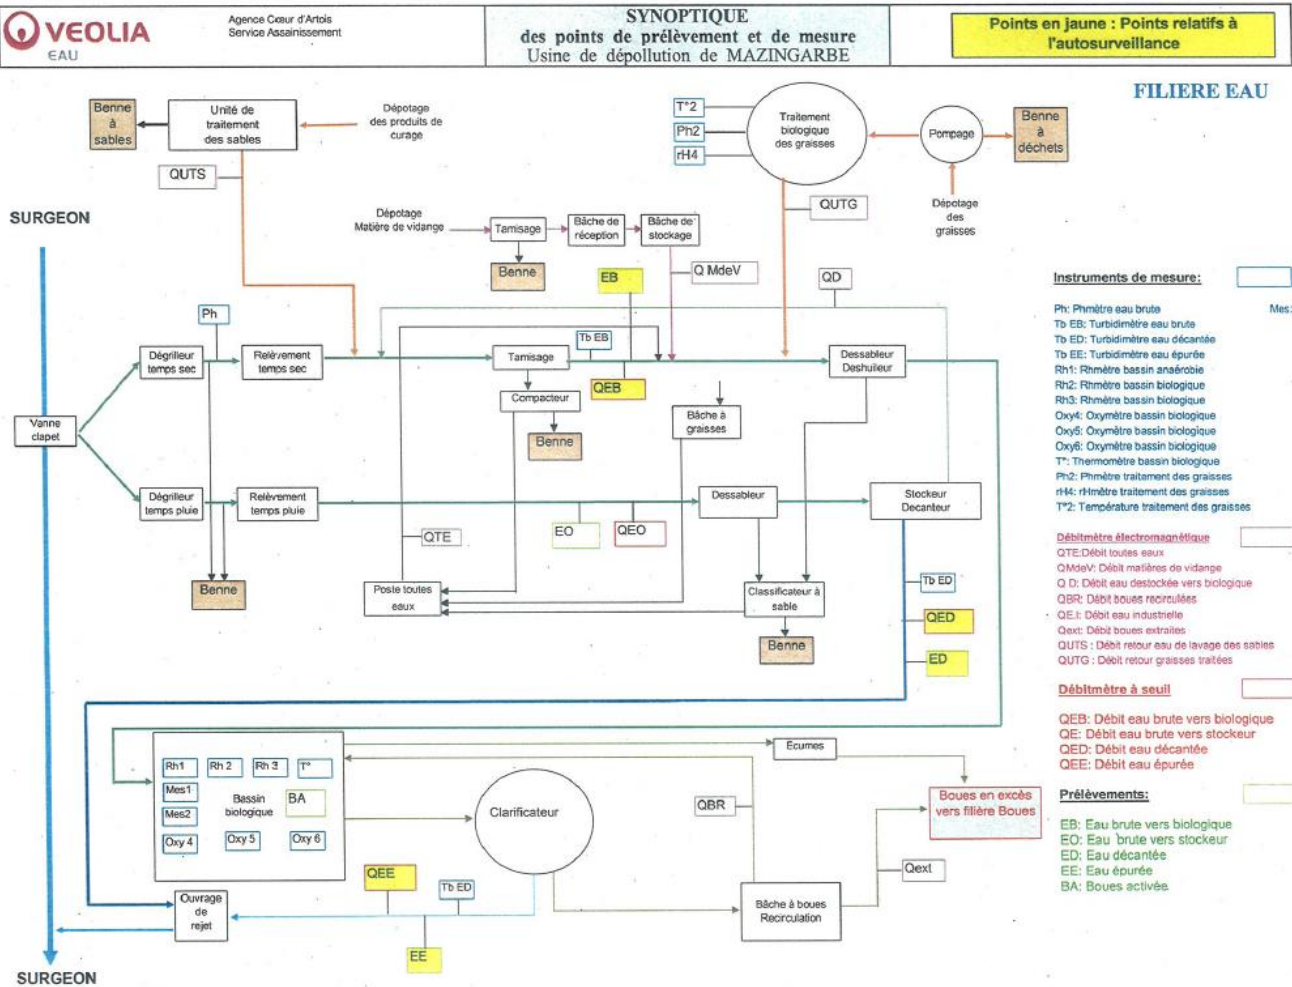 VEOLIA
EAU
Agence Cœur d'Artois
Service Assainissement
SYNOPTIQUE
des points de prélèvement et de mesure
Usine de dépollution de MAZINGARBE
Points en jaune : Points relatifs à
l'autosurveillance
FILIERE EAU
Benne
à
sables
Unité de
traitement
des sables
Dépotage
des produits de
curage
QUTS
T°2
Ph2
rH4
Traitement
biologique
des graisses
Pompage
Benne
à
déchets
QUTG
Dépotage
des
graisses
SURGEON
Dépotage
Matière de vidange
Tamisage
Bâche de
réception
Bâche de
stockage
Benne
EB
Q MdeV
QD
Ph
Tb EB
Dégrilleur
temps sec
Relèvement
temps sec
Tamisage
QEB
Dessableur
Deshuileur
Compacteur
Benne
Bâche à
graisses
Vanne
clapet
Dégrilleur
temps pluie
Relèvement
temps pluie
Dessableur
Stockeur
Decanteur
QTE
EO
QEO
Benne
Poste toutes
eaux
Classificateur à
sable
Benne
Tb ED
QED
ED
Rh1
Rh 2
Rh 3
T°
Mes1
Mes2
Bassin
biologique
BA
Oxy 4
Oxy 5
Oxy 6
Clarificateur
Ecumes
QBR
Boues en excès
vers filière Boues
Qext
QEE
Tb ED
EE
Ouvrage
de
rejet
Bâche à boues
Recirculation
SURGEON
Instruments de mesure:
Ph: Phmètre eau brute
Mes:
Tb EB: Turbidimètre eau brute
Tb ED: Turbidimètre eau décantée
Tb EE: Turbidimètre eau épurée
Rh1: Rhmètre bassin anaérobie
Rh2: Rhmètre bassin biologique
Rh3: Rhmètre bassin biologique
Oxy4: Oxymètre bassin biologique
Oxy5: Oxymètre bassin biologique
Oxy6: Oxymètre bassin biologique
T°: Thermomètre bassin biologique
Ph2: Phmètre traitement des graisses
rH4: rHmètre traitement des graisses
T°2: Température traitement des graisses
Débitmètre électromagnétique
QTE:Débit toutes eaux
QMdeV: Débit matières de vidange
Q D: Débit eau destockée vers biologique
QBR: Débit boues recirculées
QE.I: Débit eau industrielle
Qext: Débit boues extraites
QUTS : Débit retour eau de lavage des sables
QUTG : Débit retour graisses traitées
Débitmètre à seuil
QEB: Débit eau brute vers biologique
QE: Débit eau brute vers stockeur
QED: Débit eau décantée
QEE: Débit eau épurée
Prélèvements:
EB: Eau brute vers biologique
EO: Eau brute vers stockeur
ED: Eau décantée
EE: Eau épurée
BA: Boues activée